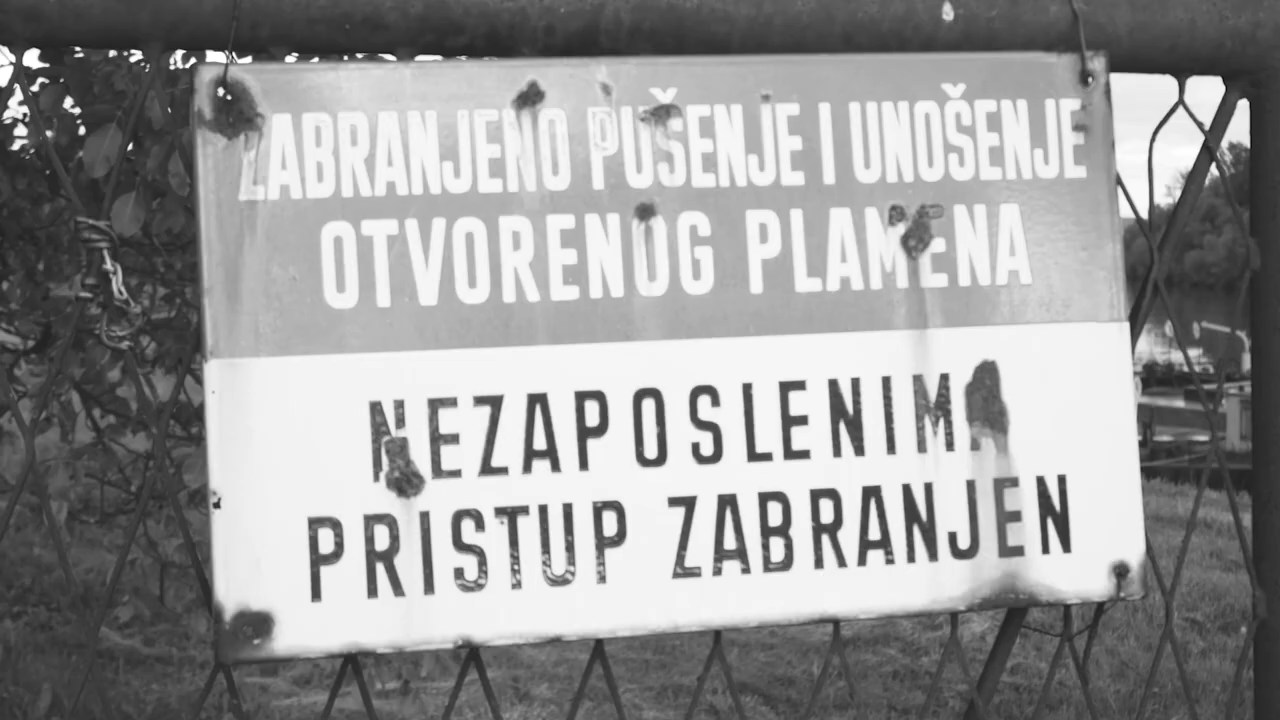 ZABRANJENO PUŠENJE I UNOŠENJE
OTVORENOG PLAMENA
NEZAPOSLENIMA
PRISTUP ZABRANJEN